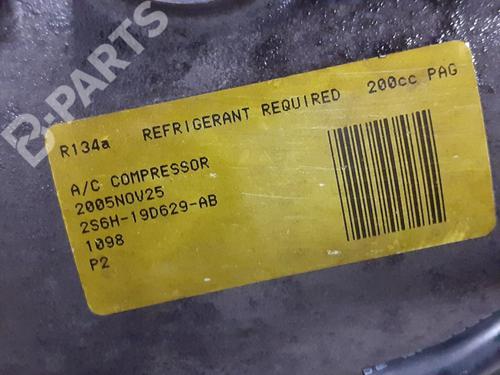 B-PARTS
R134a REFRIGERANT REQUIRED 200cc PAG
A/C COMPRESSOR
2005NOV25
2S6H-19D629-AB
1098
P2